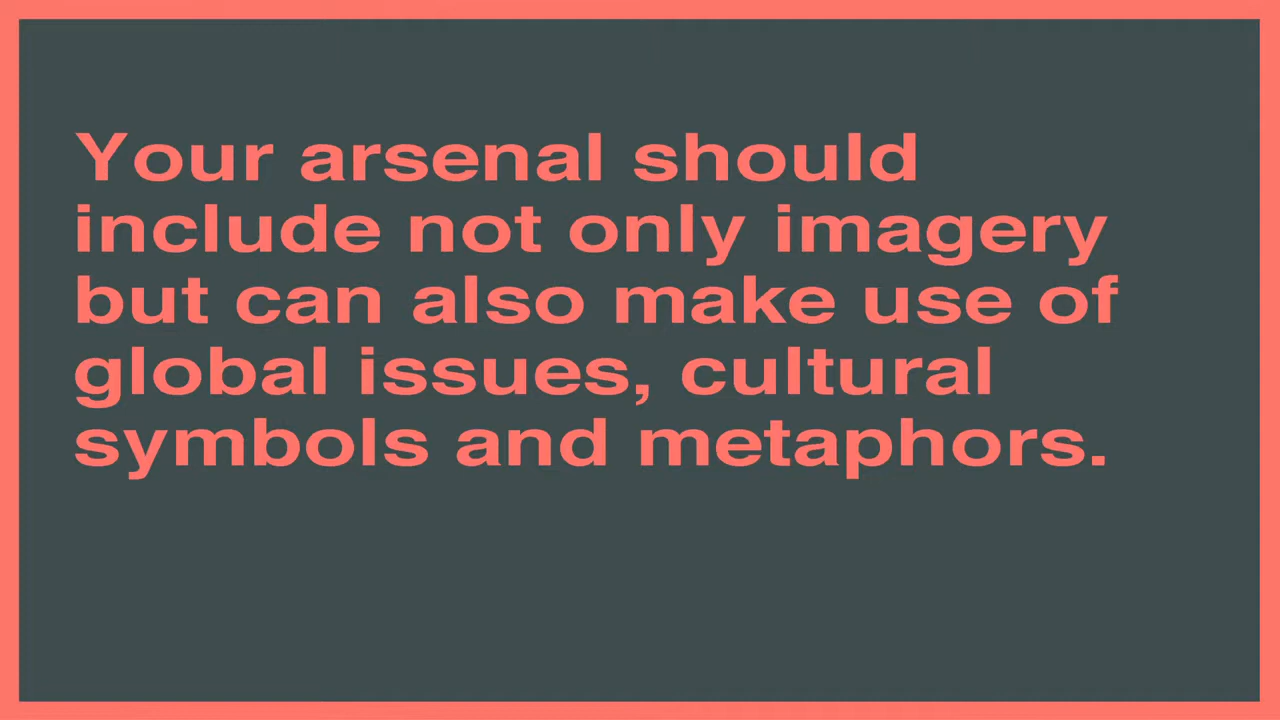 Your arsenal should
include not only imagery
but can also make use of
global issues, cultural
symbols and metaphors.